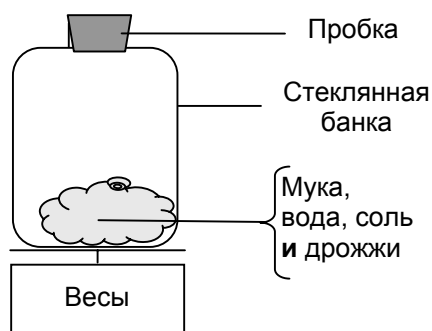 Пробка
Стеклянная
банка
Мука,
вода, соль
и дрожжи
Весы